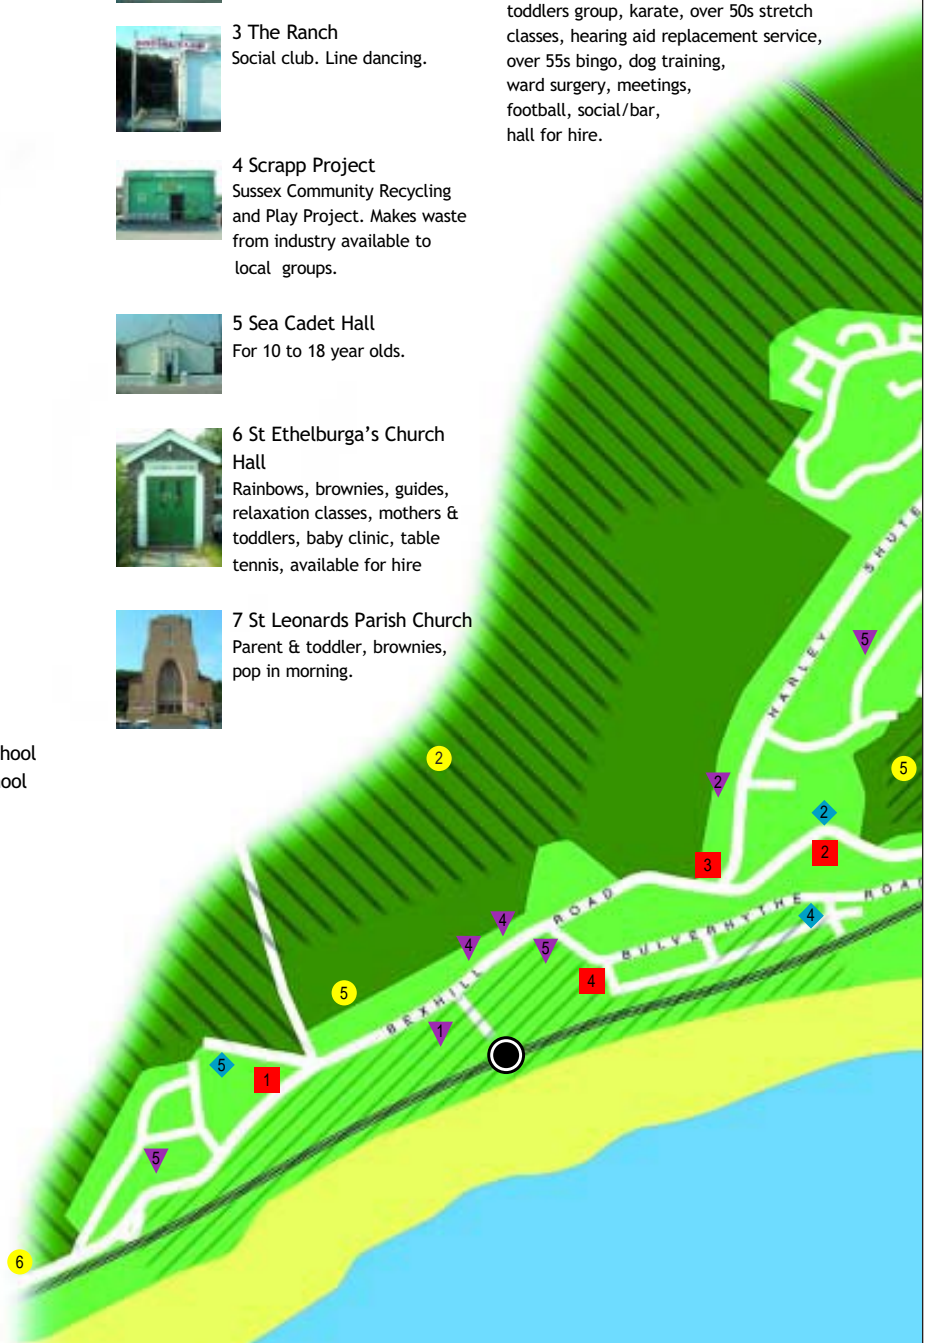 3 The Ranch
Social club. Line dancing.
4 Scrapp Project
Sussex Community Recycling
and Play Project. Makes waste
from industry available to
local groups.
5 Sea Cadet Hall
For 10 to 18 year olds.
6 St Ethelburga’s Church
Hall
Rainbows, brownies, guides,
relaxation classes, mothers &
toddlers, baby clinic, table
tennis, available for hire
7 St Leonards Parish Church
Parent & toddler, brownies,
pop in morning.
hool
ool
toddlers group, karate, over 50s stretch
classes, hearing aid replacement service,
over 55s bingo, dog training,
ward surgery, meetings,
football, social/bar,
hall for hire.
HARLEY SHUTE
5
2
5
2
2
3
2
4
BULVERHYTHE ROAD
BEXHILL ROAD
4
4
5
4
5
1
5
1
5
6